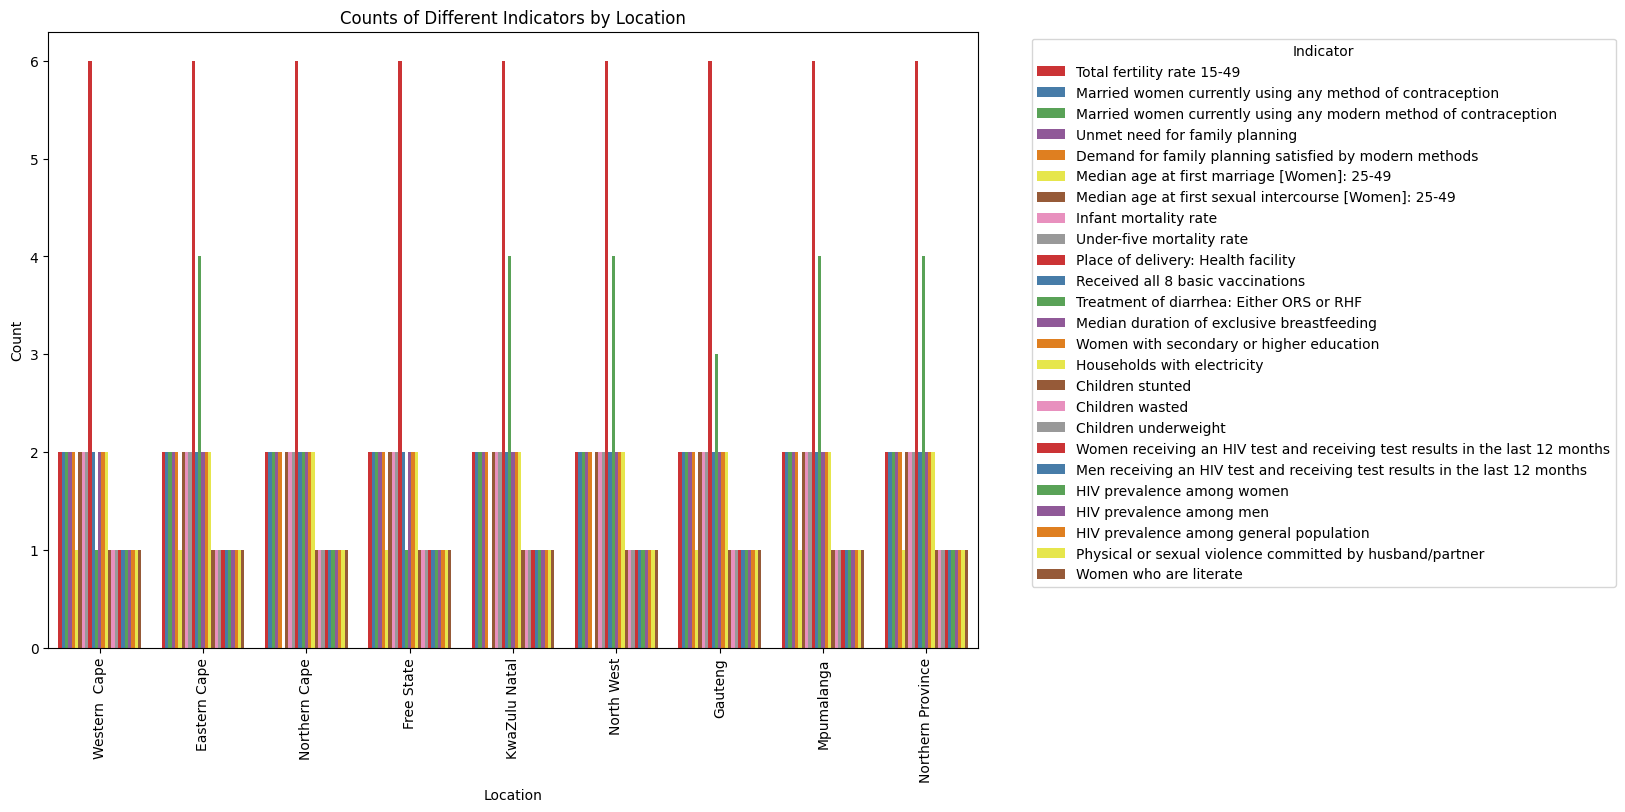 Counts of Different Indicators by Location
6
5
4
3
2
1
0
Count
Western  Cape
Eastern Cape
Northern Cape
Free State
KwaZulu Natal
North West
Gauteng
Mpumalanga
Northern Province
Location
Indicator
Total fertility rate 15-49
Married women currently using any method of contraception
Married women currently using any modern method of contraception
Unmet need for family planning
Demand for family planning satisfied by modern methods
Median age at first marriage [Women]: 25-49
Median age at first sexual intercourse [Women]: 25-49
Infant mortality rate
Under-five mortality rate
Place of delivery: Health facility
Received all 8 basic vaccinations
Treatment of diarrhea: Either ORS or RHF
Median duration of exclusive breastfeeding
Women with secondary or higher education
Households with electricity
Children stunted
Children wasted
Children underweight
Women receiving an HIV test and receiving test results in the last 12 months
Men receiving an HIV test and receiving test results in the last 12 months
HIV prevalence among women
HIV prevalence among men
HIV prevalence among general population
Physical or sexual violence committed by husband/partner
Women who are literate